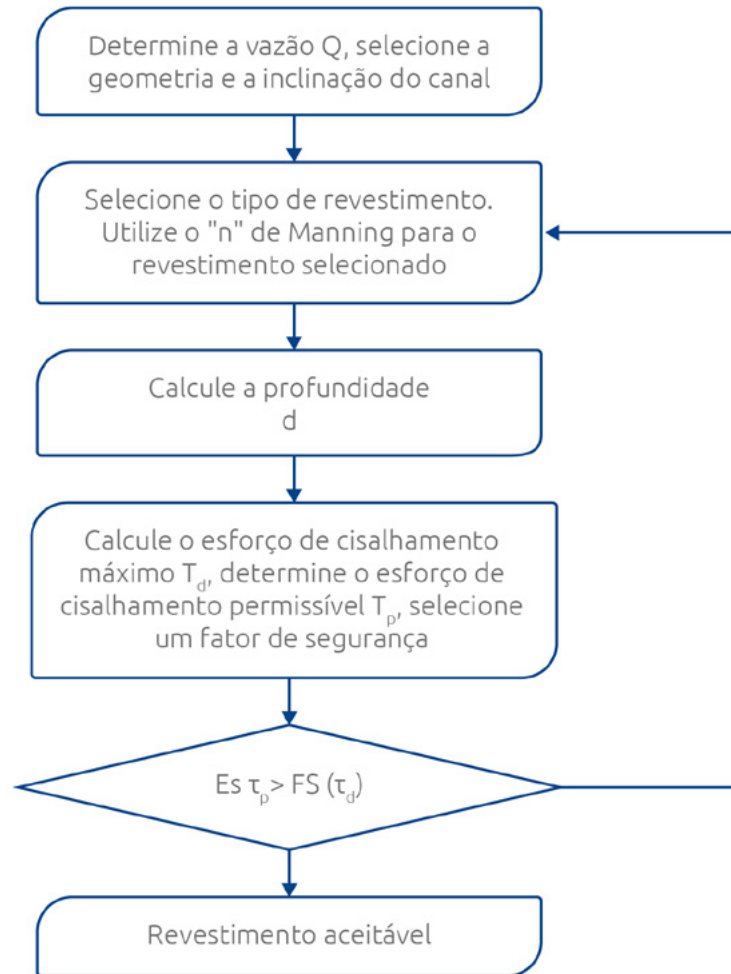 Determine a vazão Q, selecione a
geometria e a inclinação do canal
Selecione o tipo de revestimento.
Utilize o "n" de Manning para o
revestimento selecionado
Calcule a profundidade
d
Calcule o esforço de cisalhamento
máximo T_d, determine o esforço de
cisalhamento permissível T_p, selecione
um fator de segurança
Es τ_p > FS (τ_d)
Revestimento aceitável